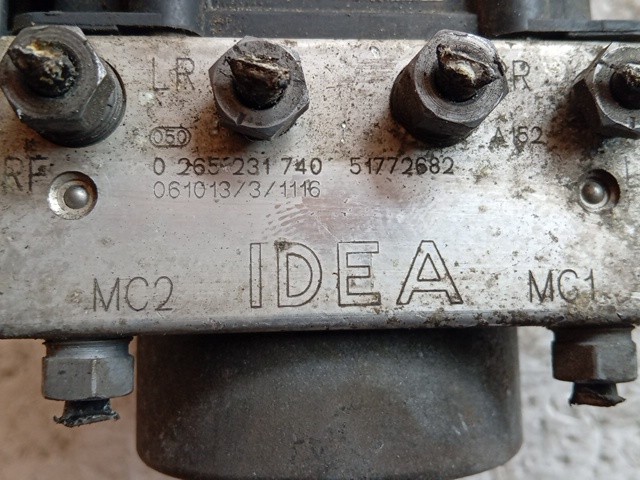 LR
R
050
A152
RF
0 265 231 740 51772682
061013/3/1116
MC2 IDEA MC1